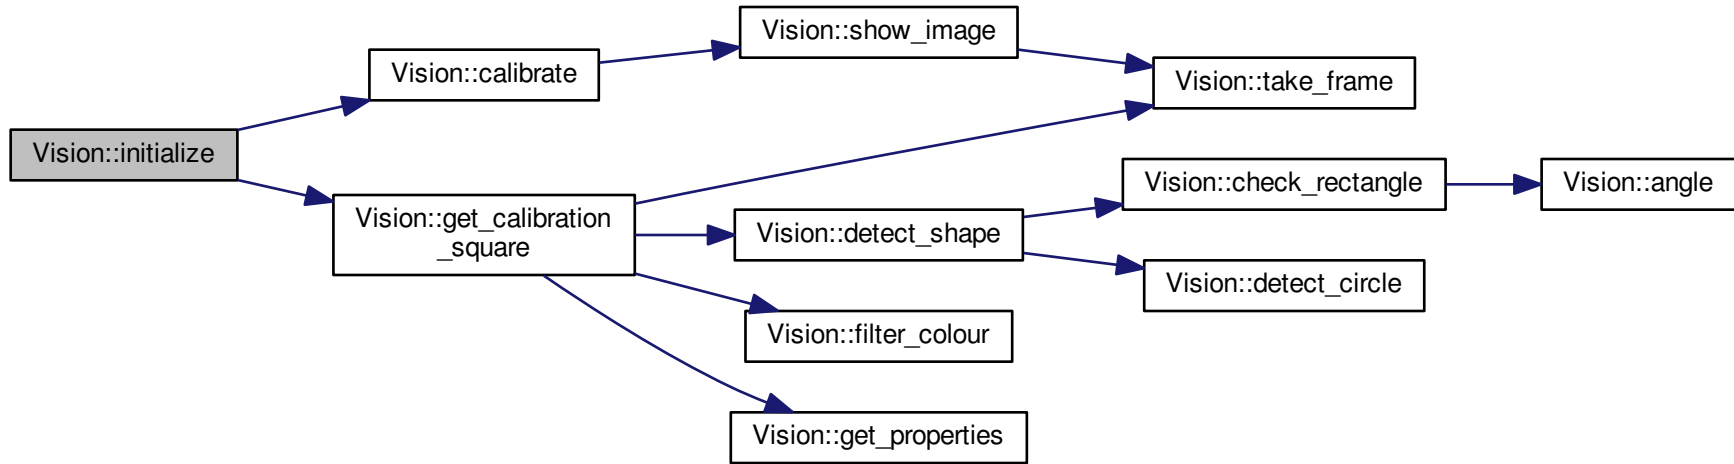 Vision::initialize
Vision::calibrate
Vision::show_image
Vision::take_frame
Vision::get_calibration
_square
Vision::detect_shape
Vision::check_rectangle
Vision::angle
Vision::detect_circle
Vision::filter_colour
Vision::get_properties